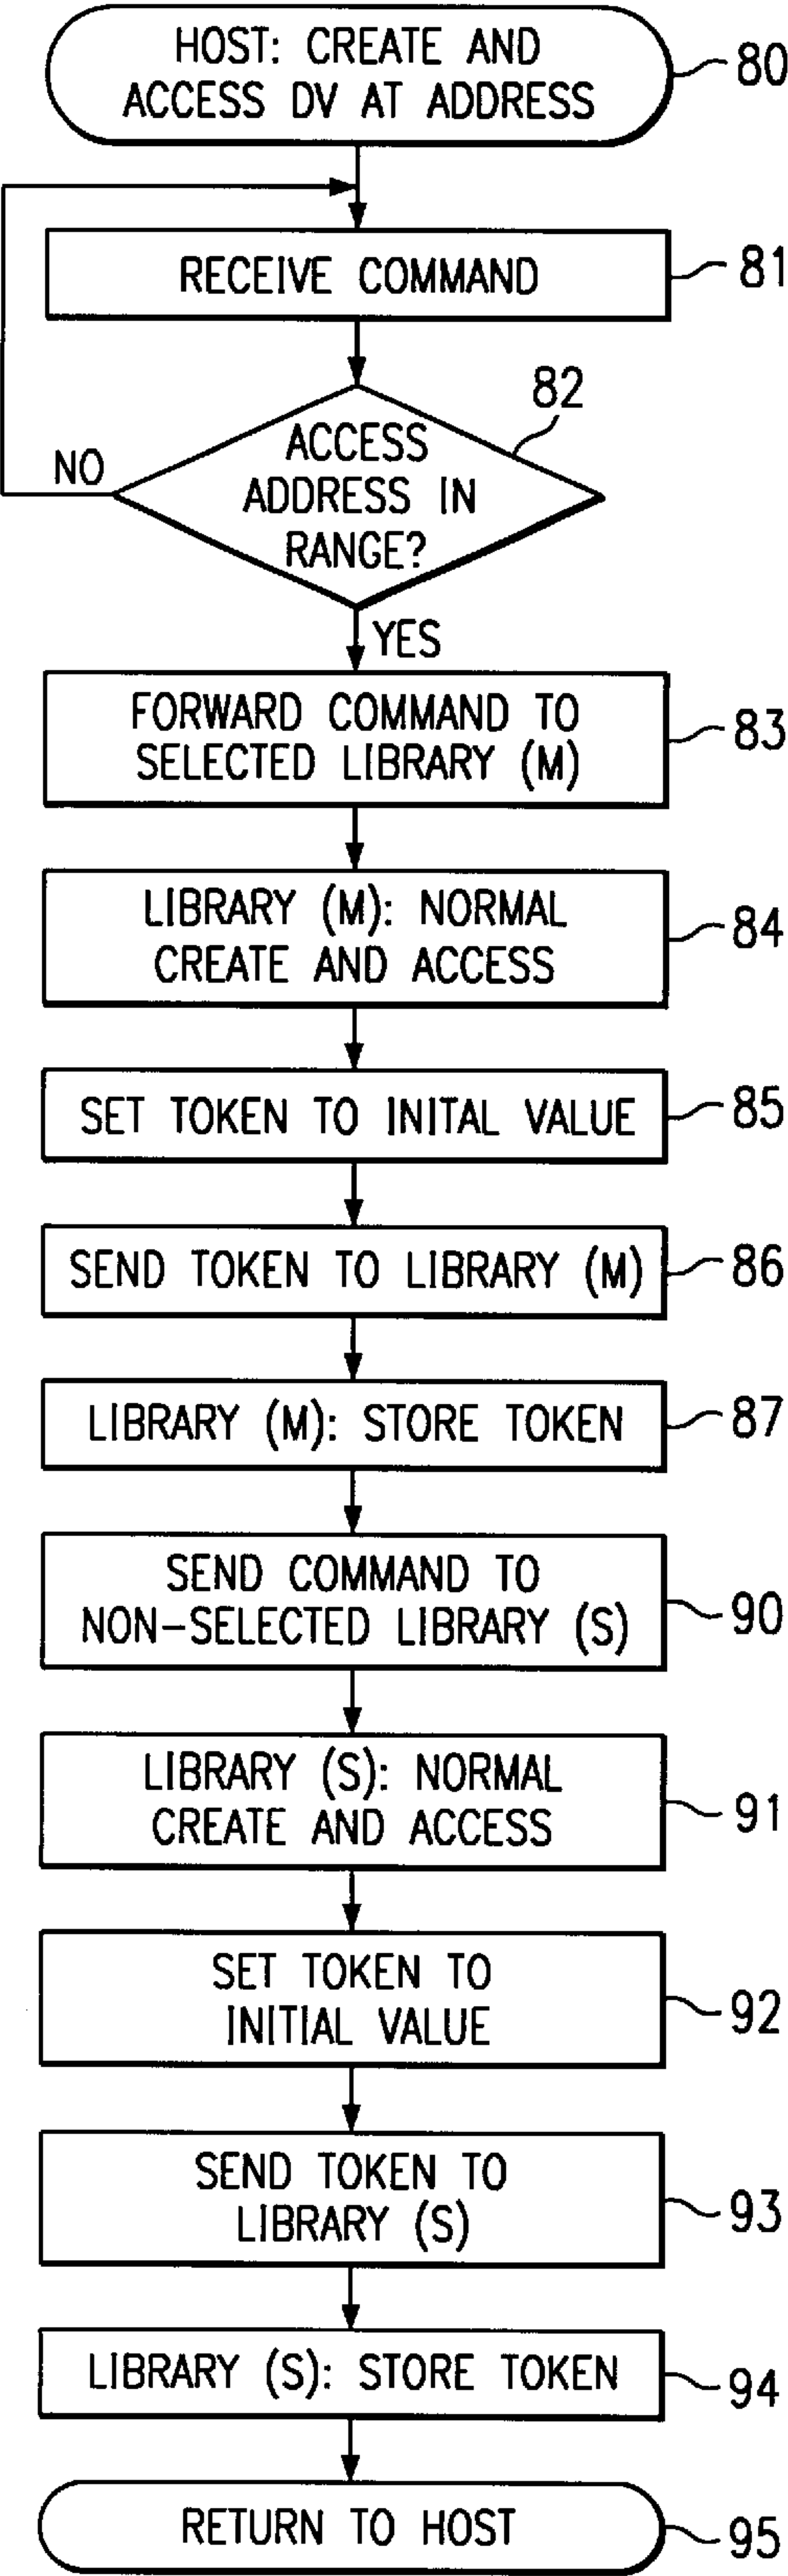 HOST: CREATE AND
ACCESS DV AT ADDRESS
80
RECEIVE COMMAND
81
82
ACCESS
ADDRESS IN
RANGE?
NO
YES
FORWARD COMMAND TO
SELECTED LIBRARY (M)
83
LIBRARY (M): NORMAL
CREATE AND ACCESS
84
SET TOKEN TO INITAL VALUE
85
SEND TOKEN TO LIBRARY (M)
86
LIBRARY (M): STORE TOKEN
87
SEND COMMAND TO
NON-SELECTED LIBRARY (S)
90
LIBRARY (S): NORMAL
CREATE AND ACCESS
91
SET TOKEN TO
INITIAL VALUE
92
SEND TOKEN TO
LIBRARY (S)
93
LIBRARY (S): STORE TOKEN
94
RETURN TO HOST
95